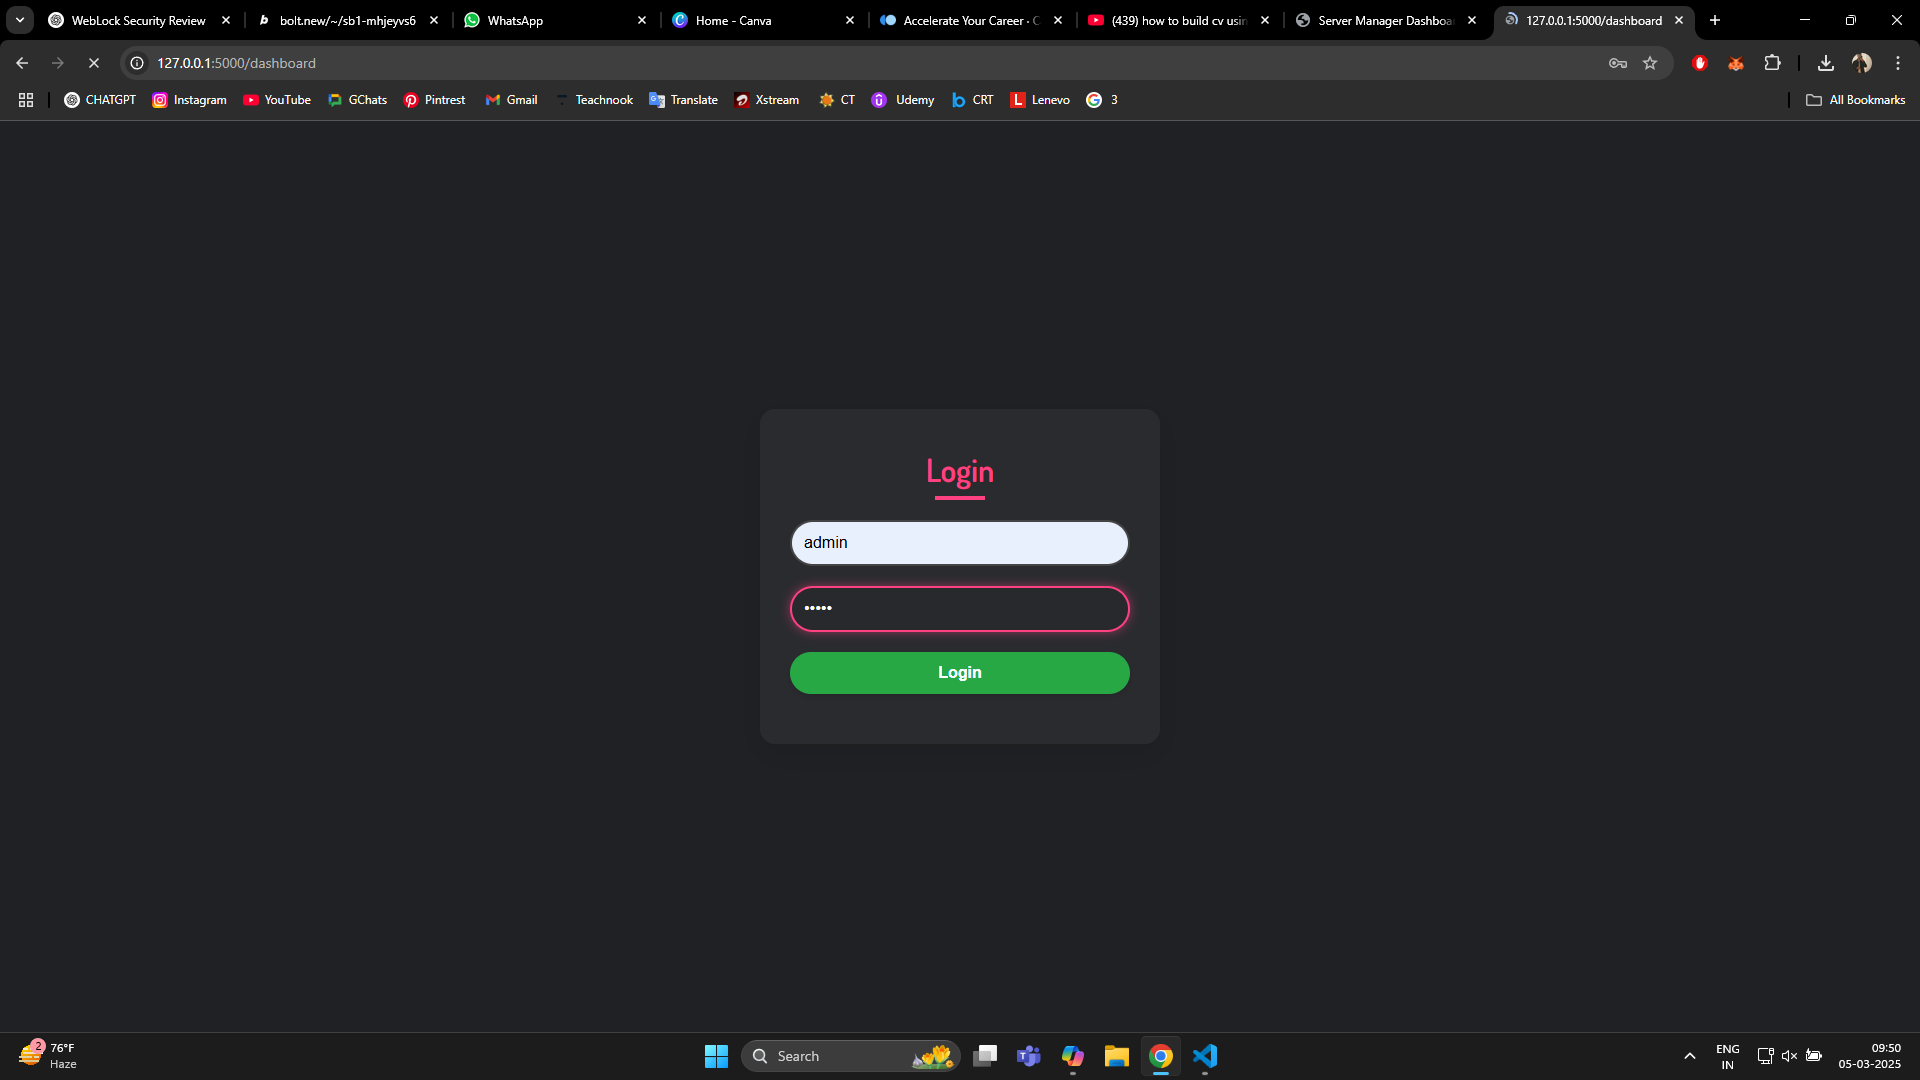 WebLock Security Review
bolt.new/~/sb1-mhjeyvs6
WhatsApp
Home - Canva
Accelerate Your Career · C
(439) how to build cv usin
Server Manager Dashboa
127.0.0.1:5000/dashboard
127.0.0.1:5000/dashboard
CHATGPT
Instagram
YouTube
GChats
Pintrest
Gmail
Teachnook
Translate
Xstream
CT
Udemy
CRT
Lenevo
3
All Bookmarks
Login
admin
•••••
Login
2
76°F
Haze
Search
ENG
IN
09:50
05-03-2025